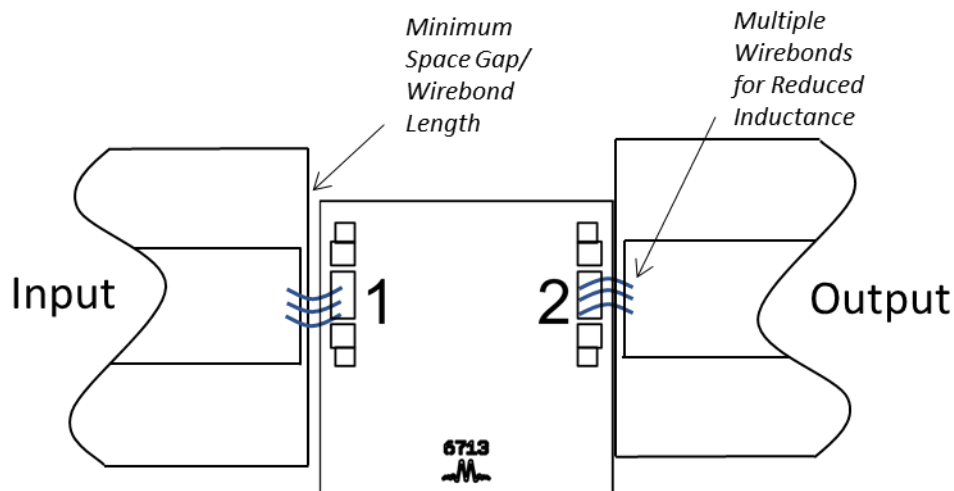 Minimum
Space Gap/
Wirebond
Length
Multiple
Wirebonds
for Reduced
Inductance
Input
1
2
Output
6713